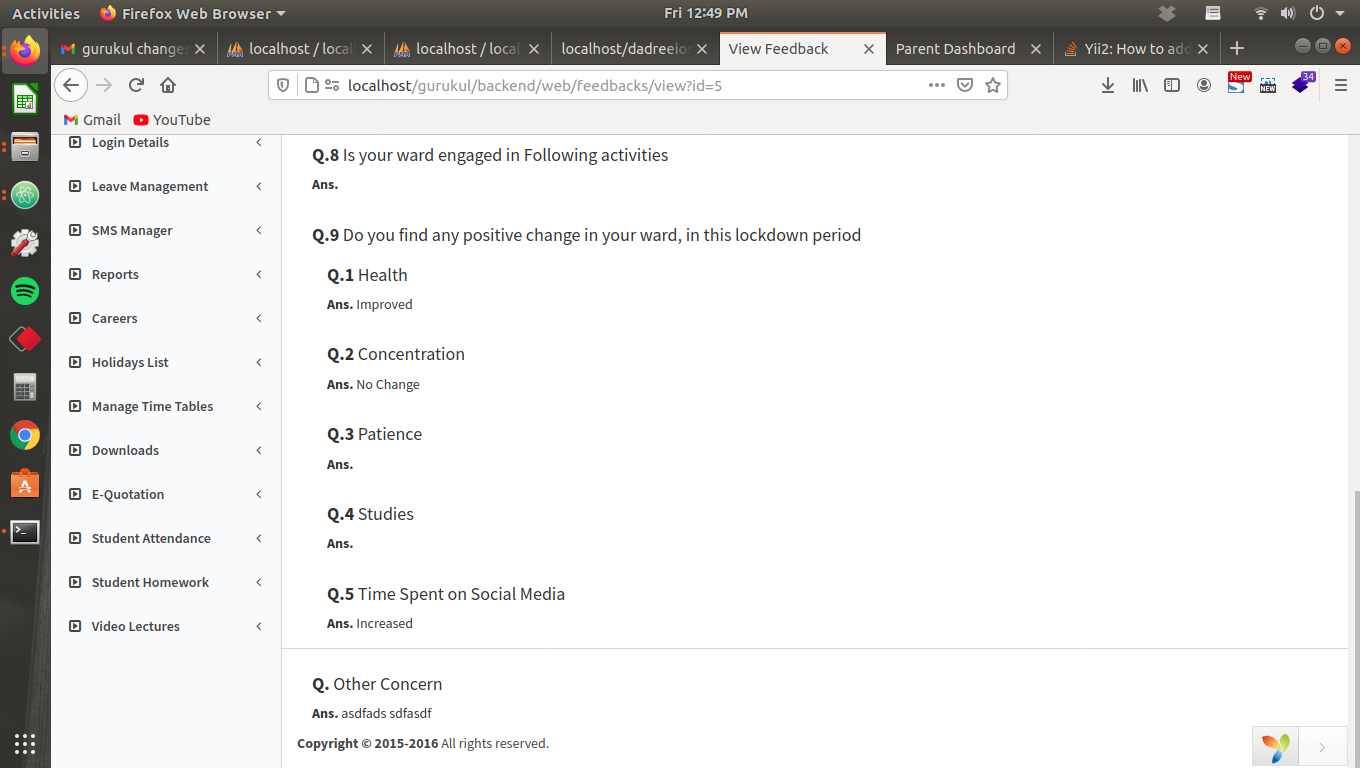 Activities
Firefox Web Browser
Fri 12:49 PM
gurukul change
localhost / local
localhost / local
localhost/dadreeios
View Feedback
Parent Dashboard
Yii2: How to add
localhost/gurukul/backend/web/feedbacks/view?id=5
New
NEW
34
Gmail
YouTube
Login Details
Leave Management
SMS Manager
Reports
Careers
Holidays List
Manage Time Tables
Downloads
E-Quotation
Student Attendance
Student Homework
Video Lectures
Q.8 Is your ward engaged in Following activities
Ans.
Q.9 Do you find any positive change in your ward, in this lockdown period
Q.1 Health
Ans. Improved
Q.2 Concentration
Ans. No Change
Q.3 Patience
Ans.
Q.4 Studies
Ans.
Q.5 Time Spent on Social Media
Ans. Increased
Q. Other Concern
Ans. asdfads sdfasdf
Copyright © 2015-2016 All rights reserved.